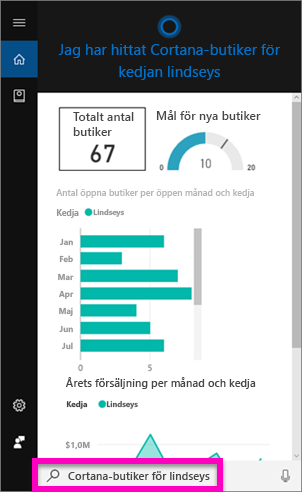 Jag har hittat Cortana-butiker för
kedjan lindseys
Totalt antal
butiker
67
Mål för nya butiker
10
0
20
Antal öppna butiker per öppen månad och kedja
Kedja Lindseys
Jan
Feb
Mar
Apr
Maj
Jun
Jul
0
5
Årets försäljning per månad och kedja
Kedja Lindseys
$1,0M
Cortana-butiker för lindseys